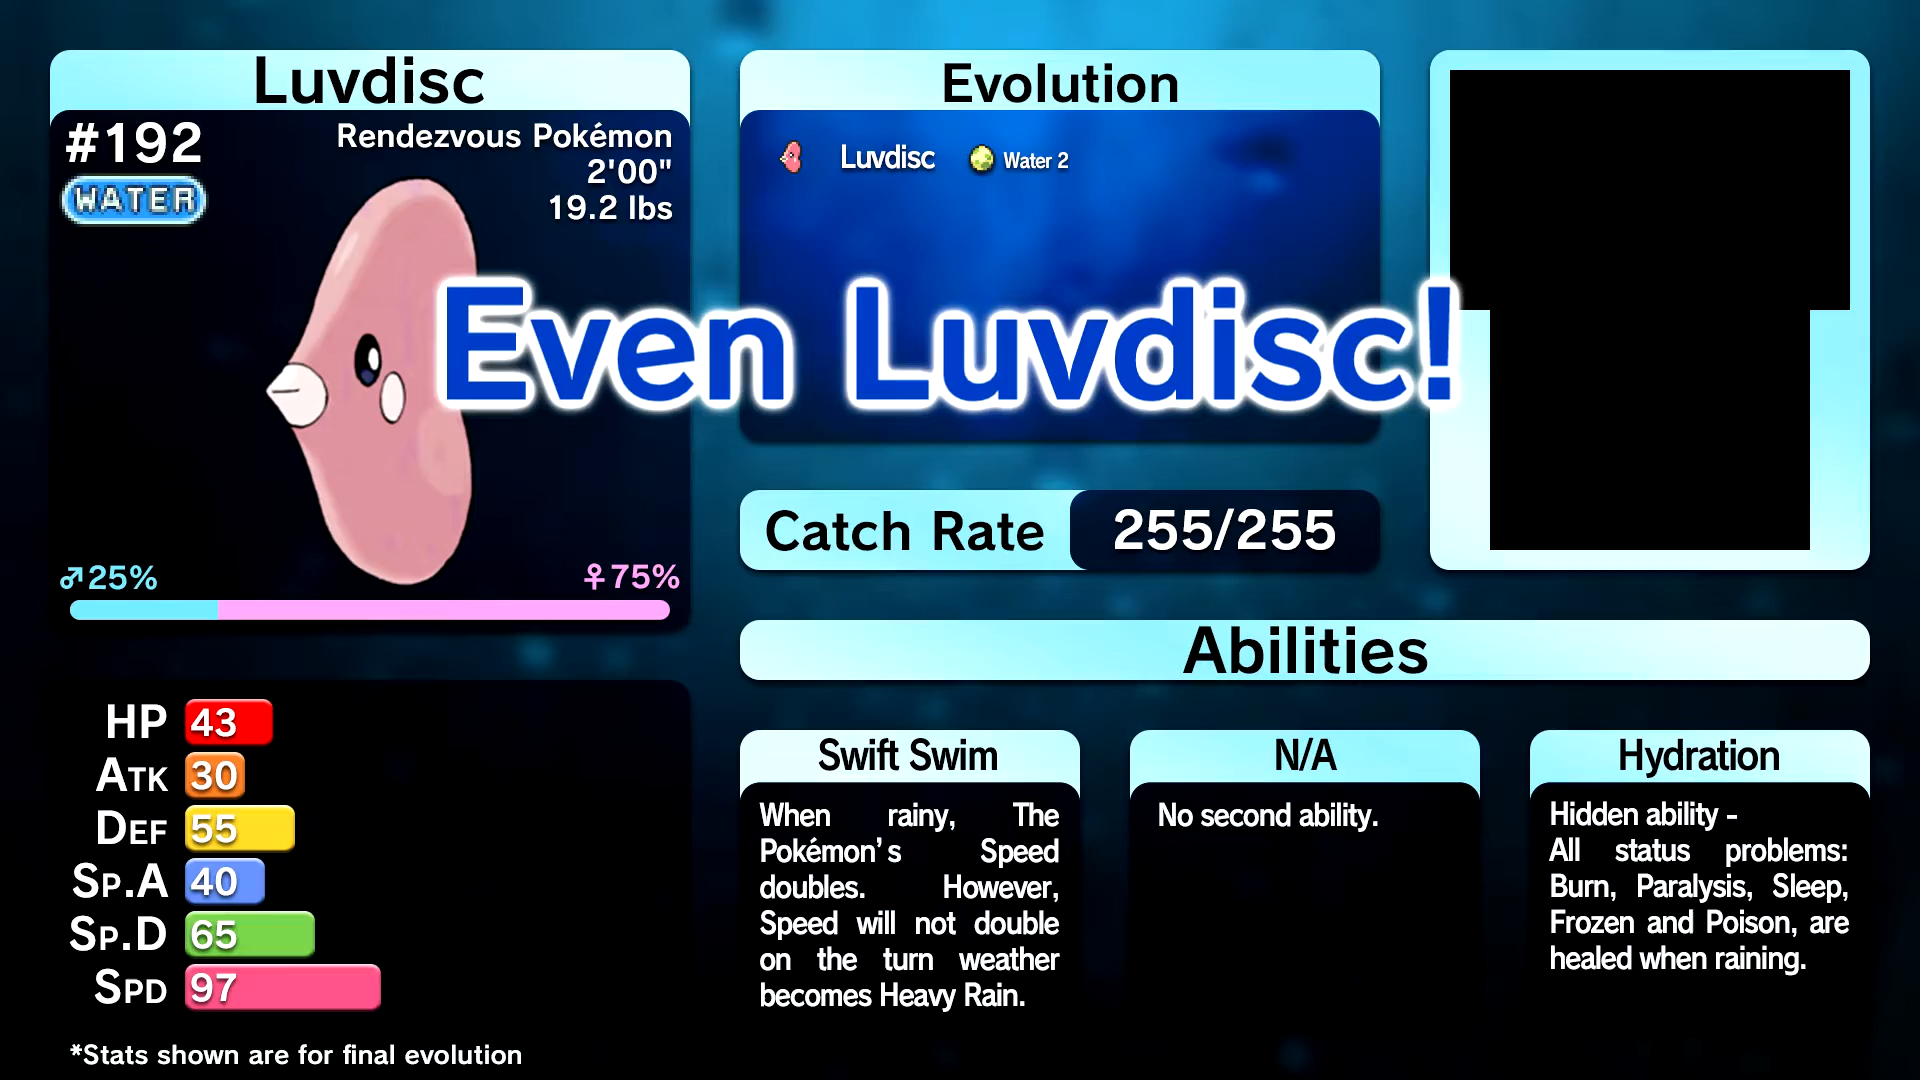 Luvdisc
#192
Rendezvous Pokémon
WATER
2'00"
19.2 lbs
♂25%
♀75%
Evolution
Luvdisc
Water 2
Even Luvdisc!
Catch Rate
255/255
HP 43
ATK 30
DEF 55
SP.A 40
SP.D 65
SPD 97
*Stats shown are for final evolution
Abilities
Swift Swim
When rainy, The
Pokémon's Speed
doubles. However,
Speed will not double
on the turn weather
becomes Heavy Rain.
N/A
No second ability.
Hydration
Hidden ability -
All status problems:
Burn, Paralysis, Sleep,
Frozen and Poison, are
healed when raining.